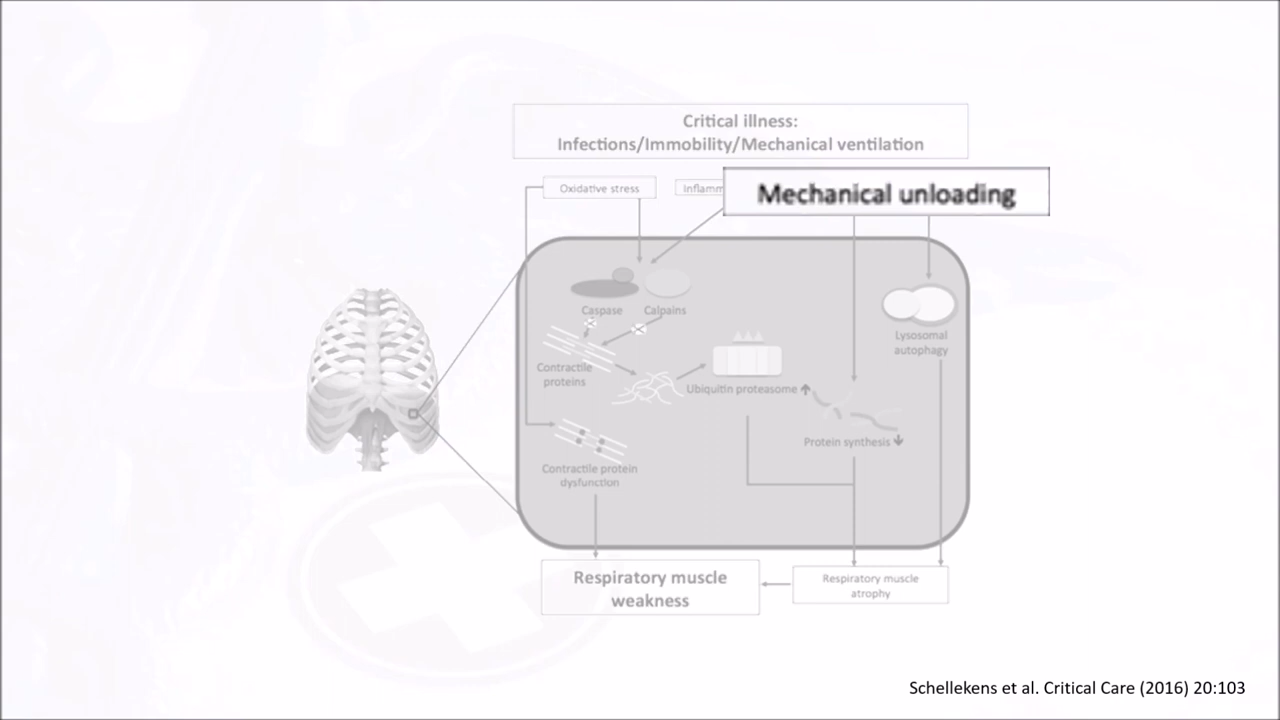 Critical illness:
Infections/Immobility/Mechanical ventilation
Oxidative stress
Mechanical unloading
Caspase
Calpains
Lysosomal
autophagy
Contractile
proteins
Ubiquitin proteasome
Protein synthesis
Contractile protein
dysfunction
Respiratory muscle
weakness
Respiratory muscle
atrophy
Schellekens et al. Critical Care (2016) 20:103